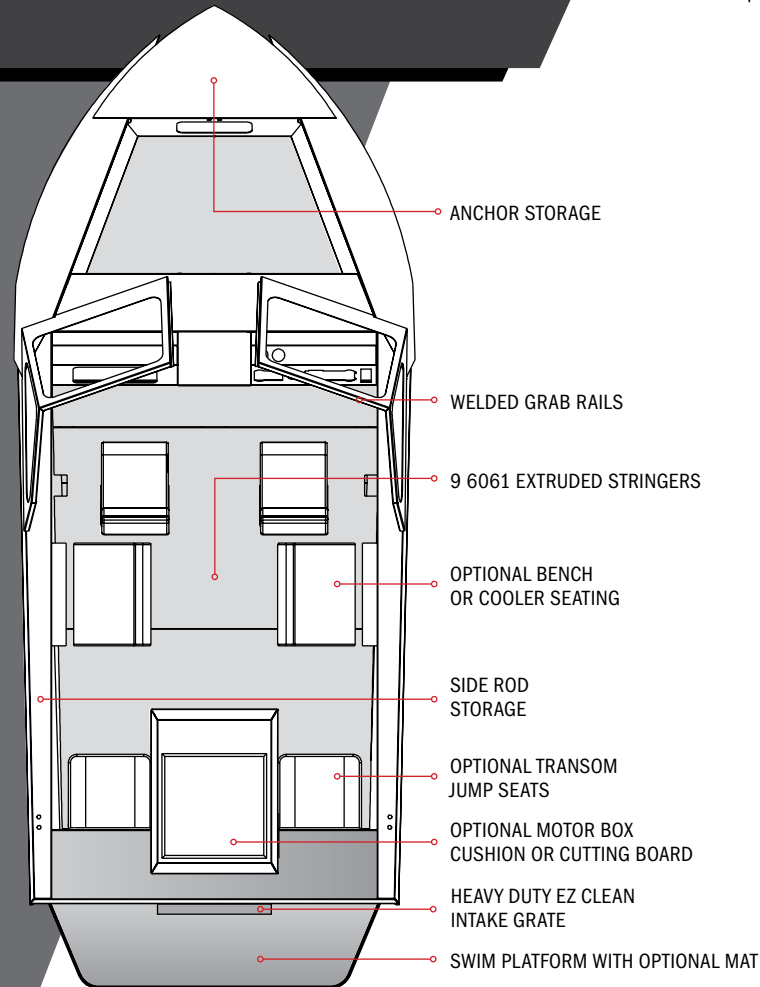 ANCHOR STORAGE
WELDED GRAB RAILS
9 6061 EXTRUDED STRINGERS
OPTIONAL BENCH
OR COOLER SEATING
SIDE ROD
STORAGE
OPTIONAL TRANSOM
JUMP SEATS
OPTIONAL MOTOR BOX
CUSHION OR CUTTING BOARD
HEAVY DUTY EZ CLEAN
INTAKE GRATE
SWIM PLATFORM WITH OPTIONAL MAT